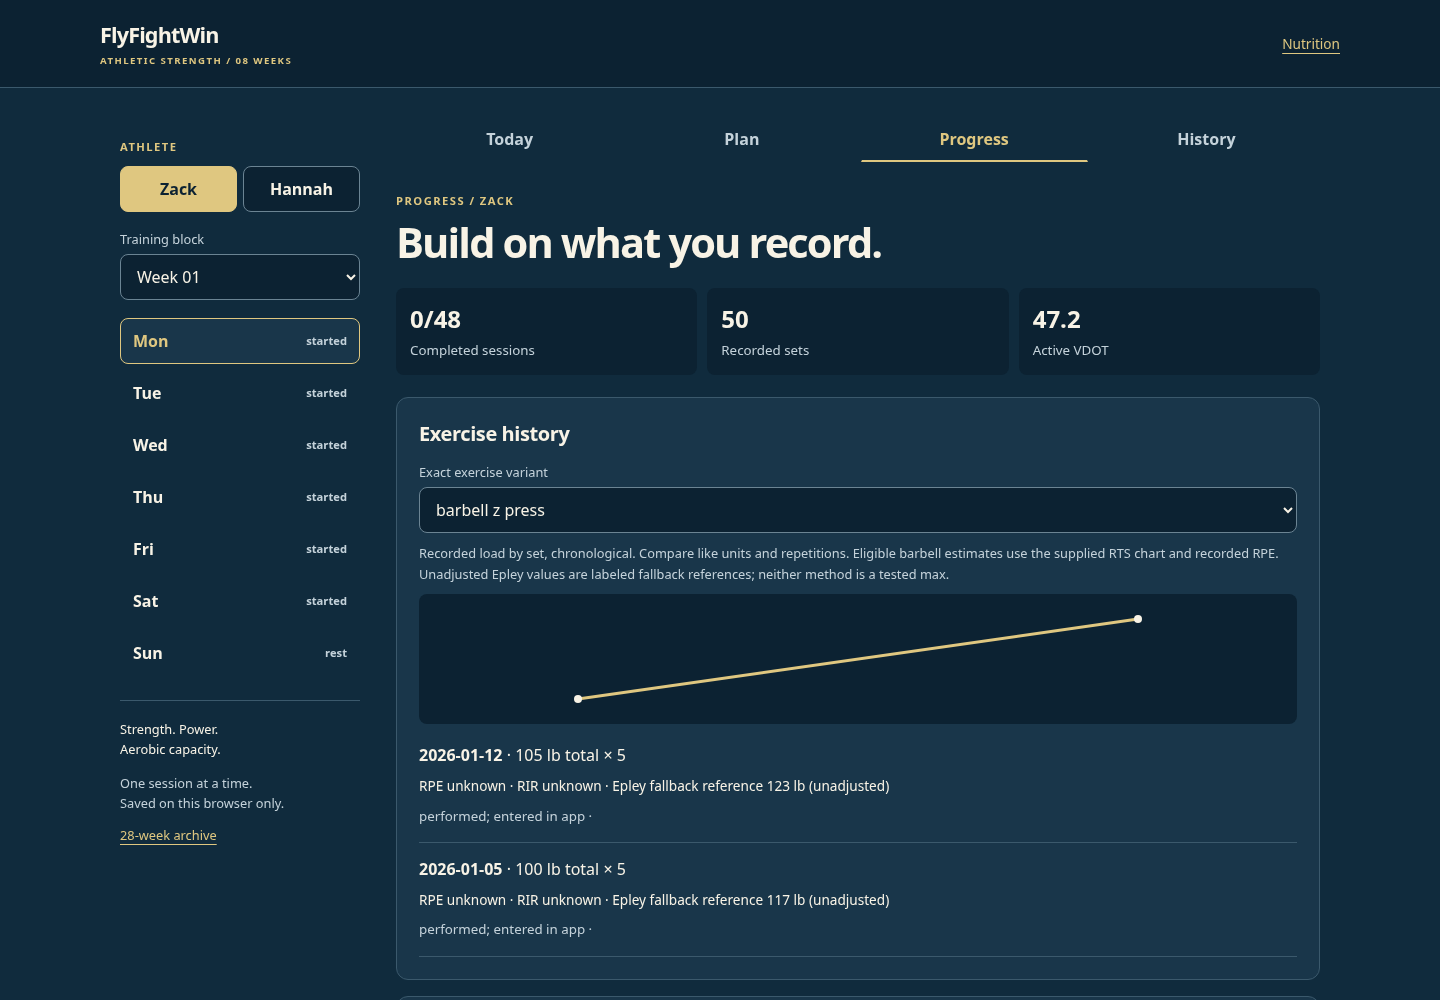 FlyFightWin
ATHLETIC STRENGTH / 08 WEEKS
Nutrition
ATHLETE
Zack
Hannah
Training block
Week 01
Mon started
Tue started
Wed started
Thu started
Fri started
Sat started
Sun rest
Strength. Power.
Aerobic capacity.
One session at a time.
Saved on this browser only.
28-week archive
Today
Plan
Progress
History
PROGRESS / ZACK
Build on what you record.
0/48
Completed sessions
50
Recorded sets
47.2
Active VDOT
Exercise history
Exact exercise variant
barbell z press
Recorded load by set, chronological. Compare like units and repetitions. Eligible barbell estimates use the supplied RTS chart and recorded RPE.
Unadjusted Epley values are labeled fallback references; neither method is a tested max.
2026-01-12 · 105 lb total × 5
RPE unknown · RIR unknown · Epley fallback reference 123 lb (unadjusted)
performed; entered in app ·
2026-01-05 · 100 lb total × 5
RPE unknown · RIR unknown · Epley fallback reference 117 lb (unadjusted)
performed; entered in app ·